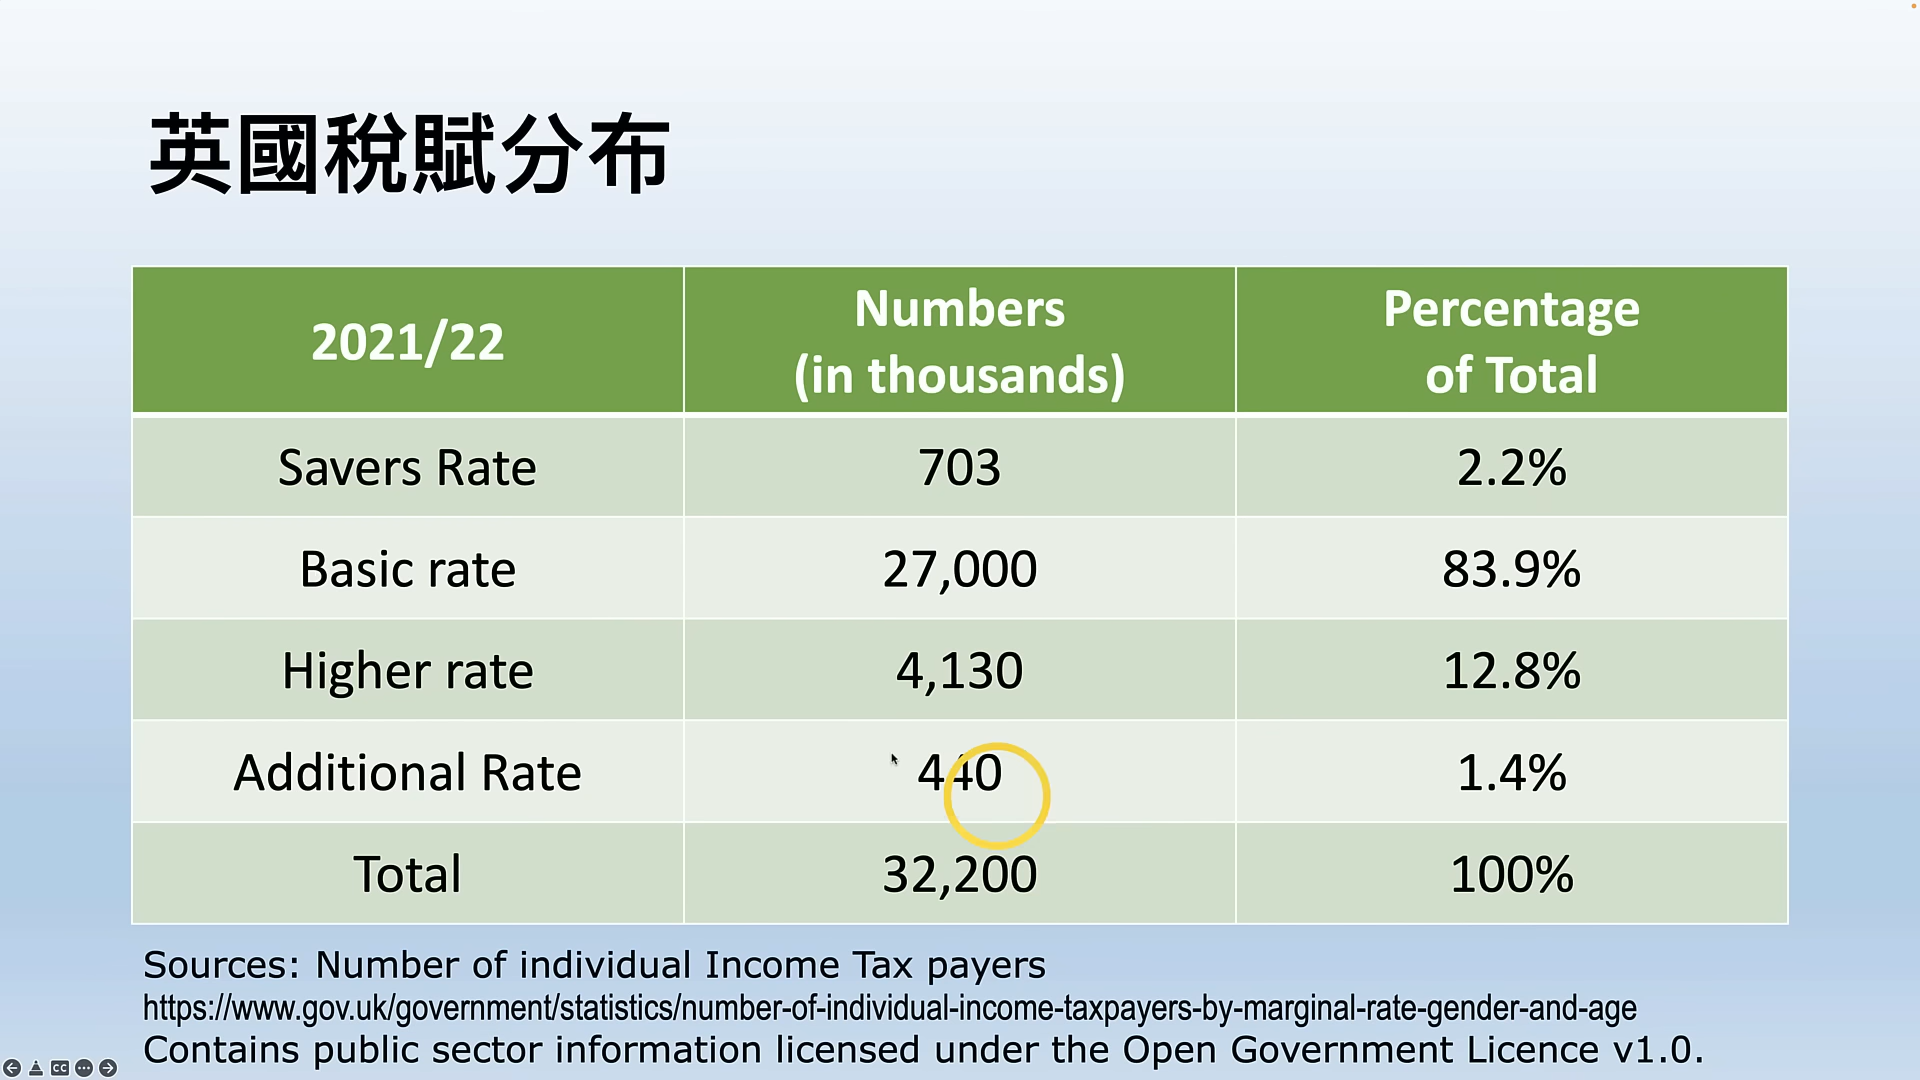 英國稅賦分布
2021/22
Numbers
(in thousands)
Percentage
of Total
Savers Rate 703 2.2%
Basic rate 27,000 83.9%
Higher rate 4,130 12.8%
Additional Rate 440 1.4%
Total 32,200 100%
Sources: Number of individual Income Tax payers
https://www.gov.uk/government/statistics/number-of-individual-income-taxpayers-by-marginal-rate-gender-and-age
Contains public sector information licensed under the Open Government Licence v1.0.
CC